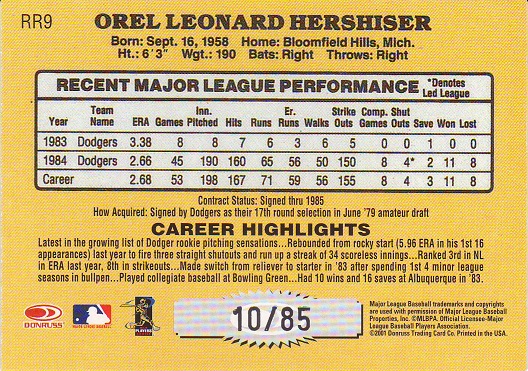 RR9
OREL LEONARD HERSHISER
Born: Sept. 16, 1958 Home: Bloomfield Hills, Mich.
Ht.: 6'3" Wgt.: 190 Bats: Right Throws: Right
RECENT MAJOR LEAGUE PERFORMANCE *Denotes Led League
Year Team Name ERA Games Inn. Pitched Hits Runs Er. Runs Walks Strike Outs Comp. Games Shut Outs Save Won Lost
1983 Dodgers 3.38 8 8 7 6 3 6 5 0 0 1 0 0
1984 Dodgers 2.66 45 190 160 65 56 50 150 8 4* 2 11 8
Career 2.68 53 198 167 71 59 56 155 8 4 3 11 8
Contract Status: Signed thru 1985
How Acquired: Signed by Dodgers as their 17th round selection in June '79 amateur draft
CAREER HIGHLIGHTS
Latest in the growing list of Dodger rookie pitching sensations...Rebounded from rocky start (5.96 ERA in his 1st 16
appearances) last year to fire three straight shutouts and run up a streak of 34 scoreless innings...Ranked 3rd in NL
in ERA last year, 8th in strikeouts...Made switch from reliever to starter in '83 after spending 1st 4 minor league
seasons in bullpen...Played collegiate baseball at Bowling Green...Had 10 wins and 16 saves at Albuquerque in '83.
DONRUSS
MAJOR LEAGUE BASEBALL
PLAYERS
10/85
Major League Baseball trademarks and copyrights
are used with permission of Major League Baseball
Properties, Inc. ©MLBPA. Official Licensee-Major
League Baseball Players Association.
©2001 Donruss Trading Card Co. Printed in the USA.